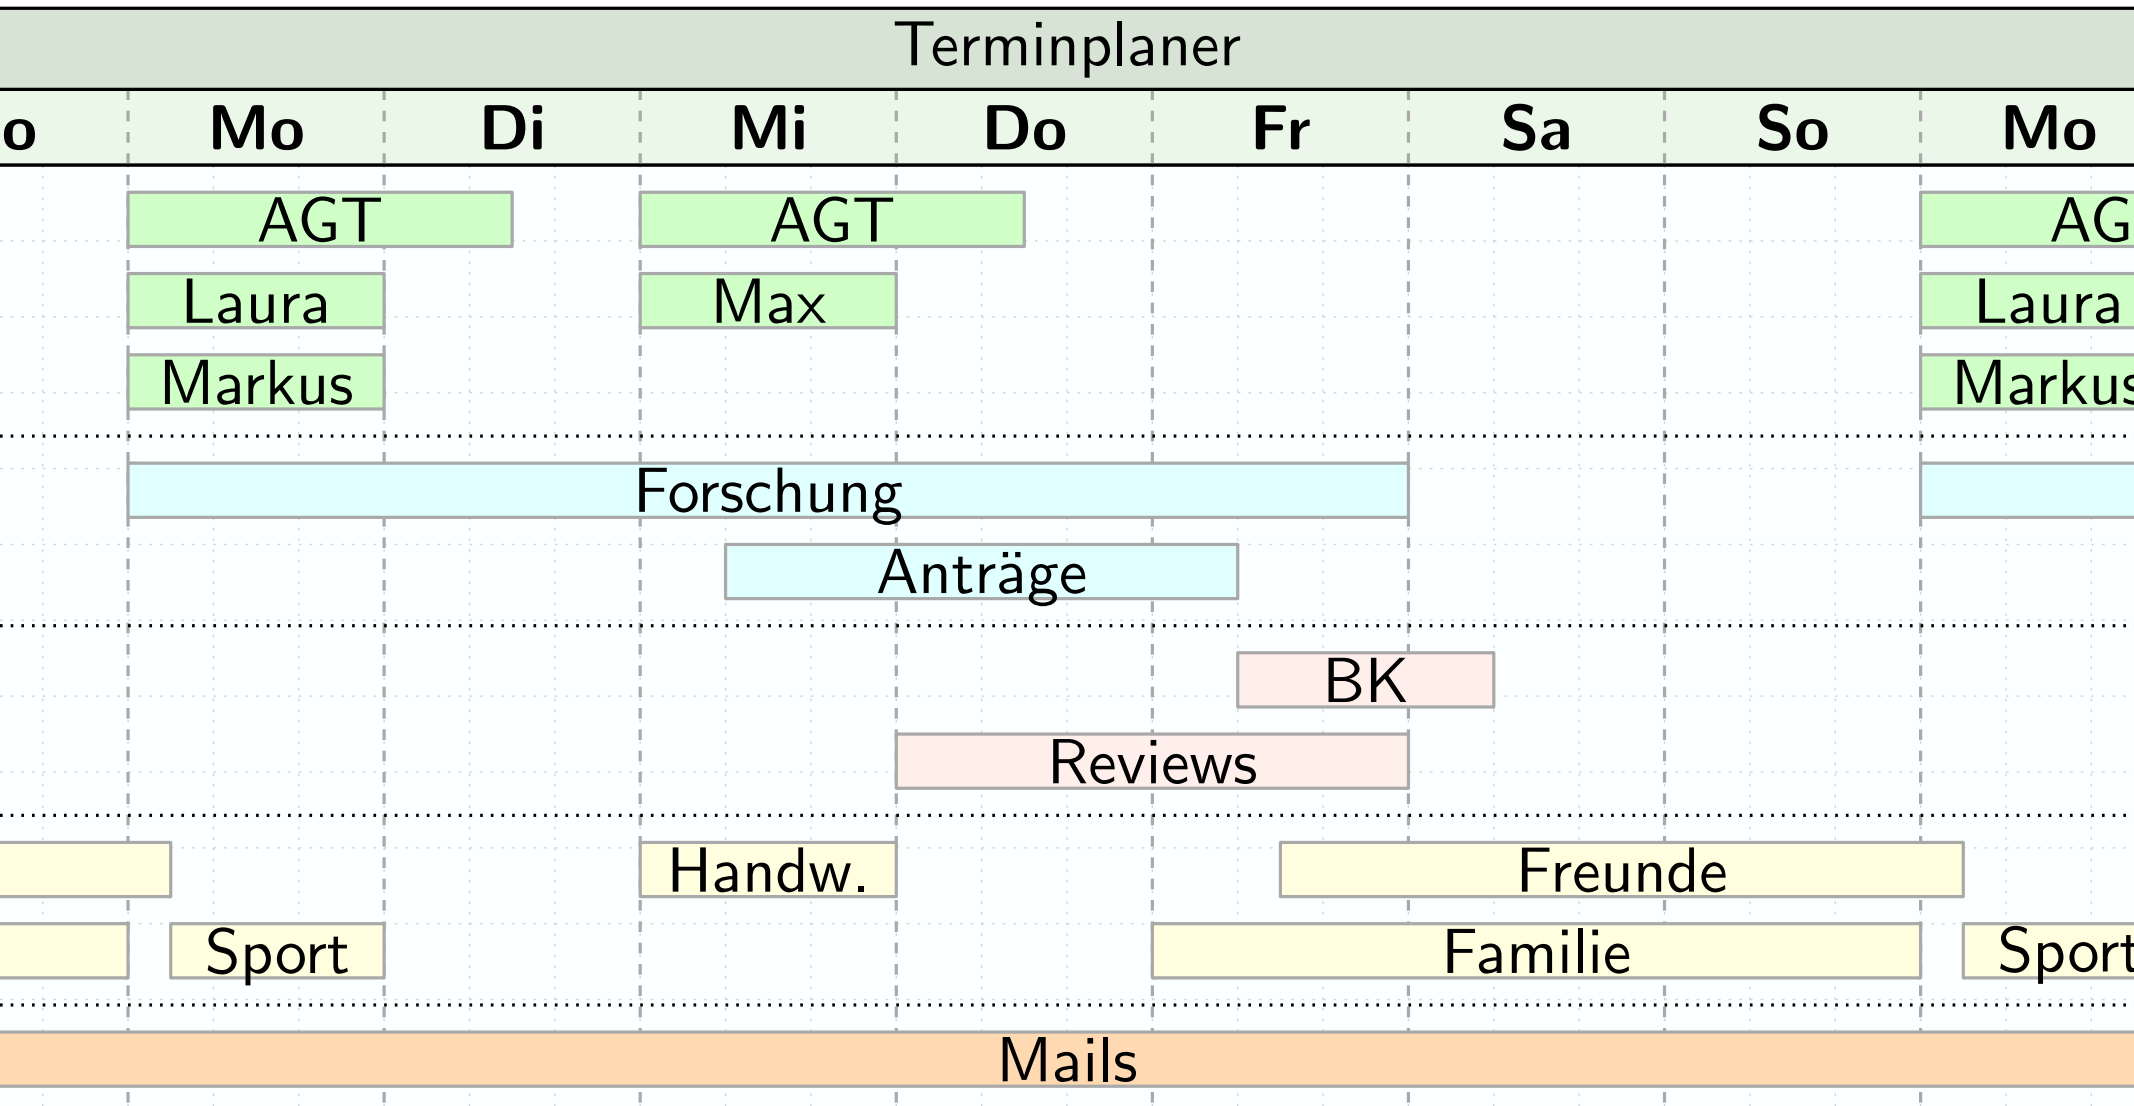 Terminplaner
o Mo Di Mi Do Fr Sa So Mo
AGT AGT AG
Laura Max Laura
Markus Markus
Forschung
Anträge
BK
Reviews
Handw. Freunde
Sport Familie Sport
Mails